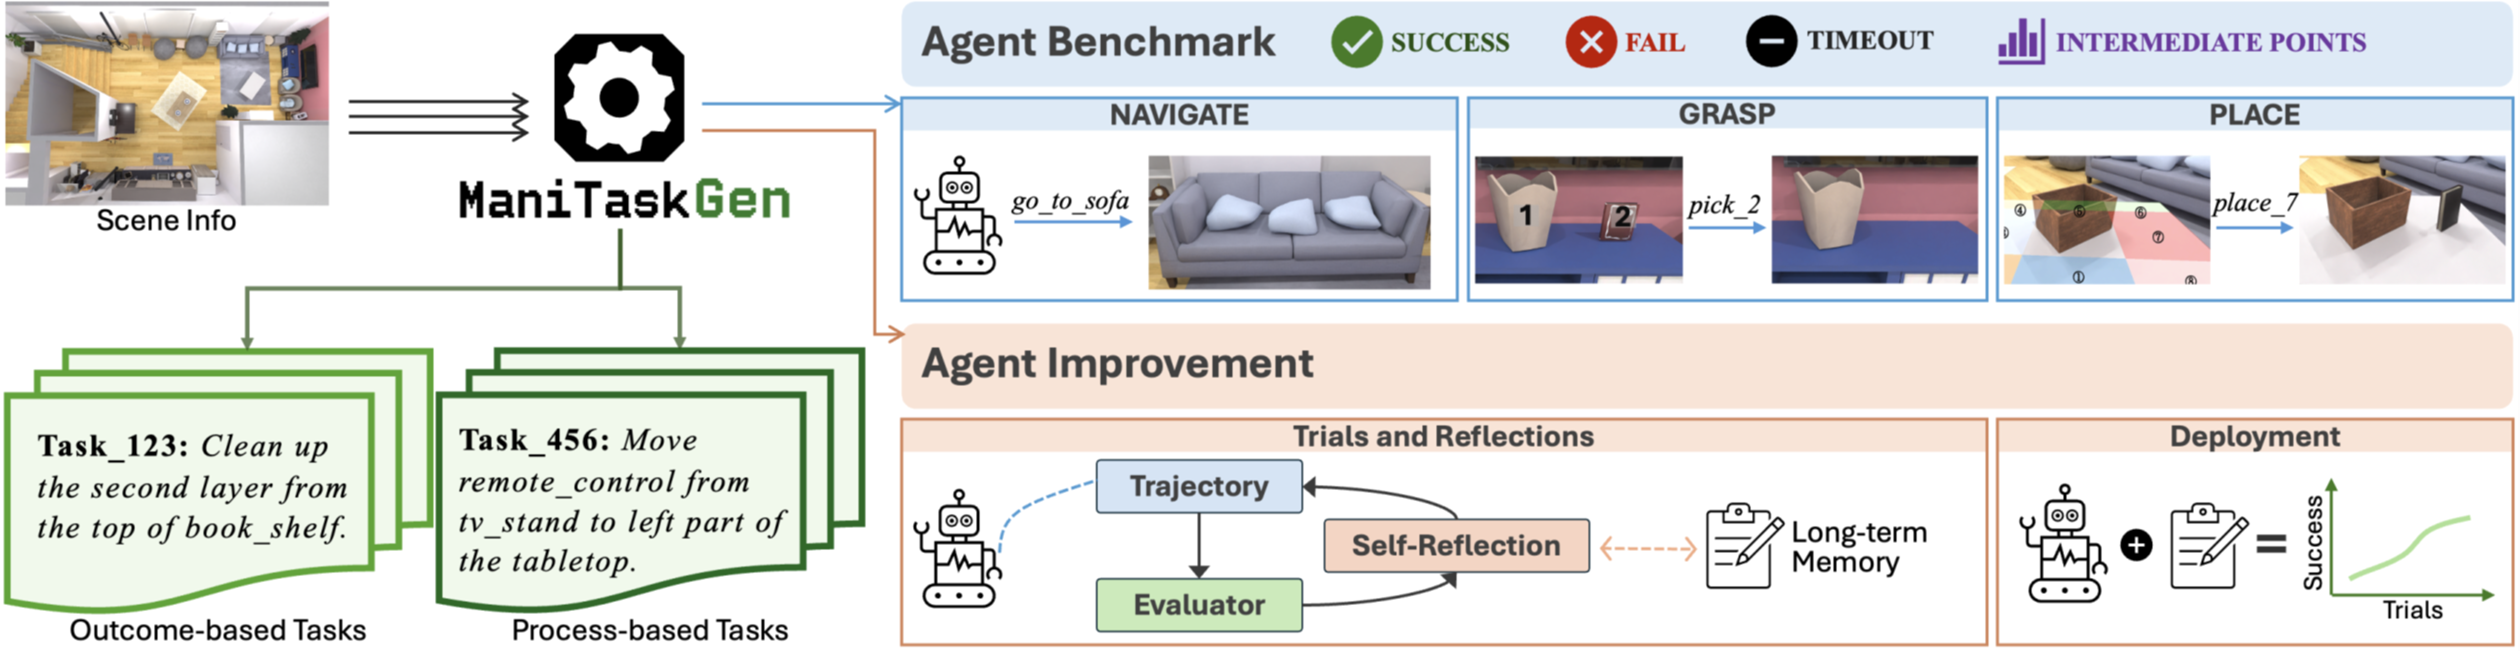 Scene Info
ManiTaskGen
Task_123: Clean up
the second layer from
the top of book_shelf.
Outcome-based Tasks
Task_456: Move
remote_control from
tv_stand to left part of
the tabletop.
Process-based Tasks
Agent Benchmark
SUCCESS
FAIL
TIMEOUT
INTERMEDIATE POINTS
NAVIGATE
go_to_sofa
GRASP
1
2
pick_2
PLACE
④
⑤
⑥
⑦
①
⑧
place_7
Agent Improvement
Trials and Reflections
Trajectory
Self-Reflection
Evaluator
Long-term
Memory
Deployment
Success
Trials